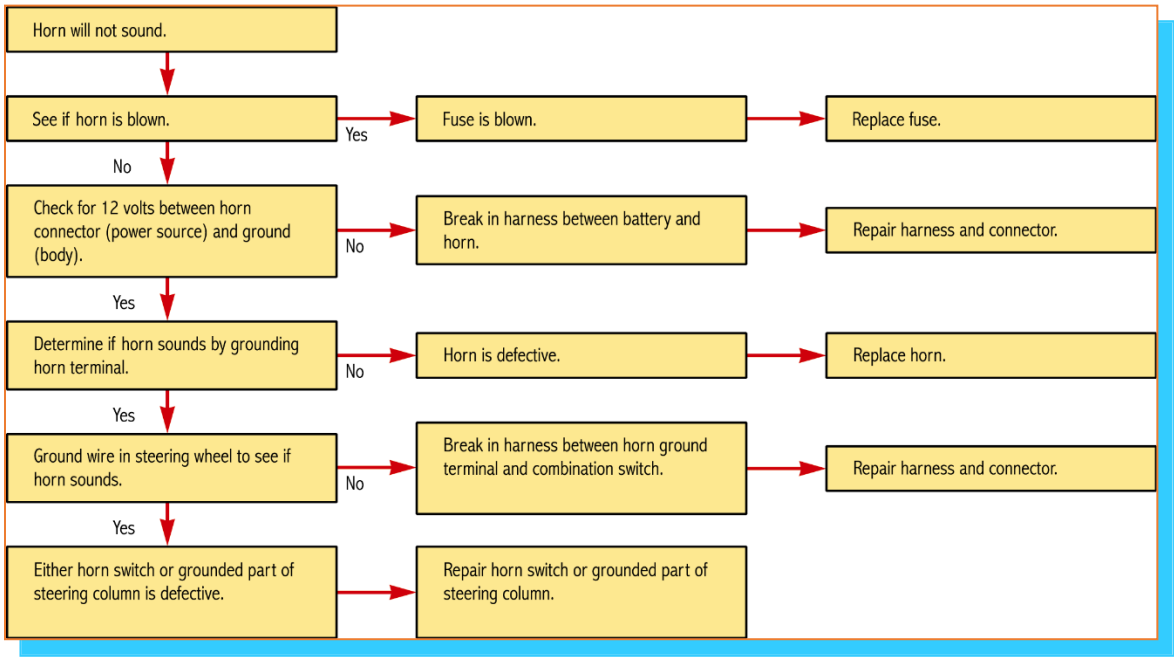 Horn will not sound.
See if horn is blown.
Yes
Fuse is blown.
Replace fuse.
No
Check for 12 volts between horn
connector (power source) and ground
(body).
No
Break in harness between battery and
horn.
Repair harness and connector.
Yes
Determine if horn sounds by grounding
horn terminal.
No
Horn is defective.
Replace horn.
Yes
Ground wire in steering wheel to see if
horn sounds.
No
Break in harness between horn ground
terminal and combination switch.
Repair harness and connector.
Yes
Either horn switch or grounded part of
steering column is defective.
Repair horn switch or grounded part of
steering column.